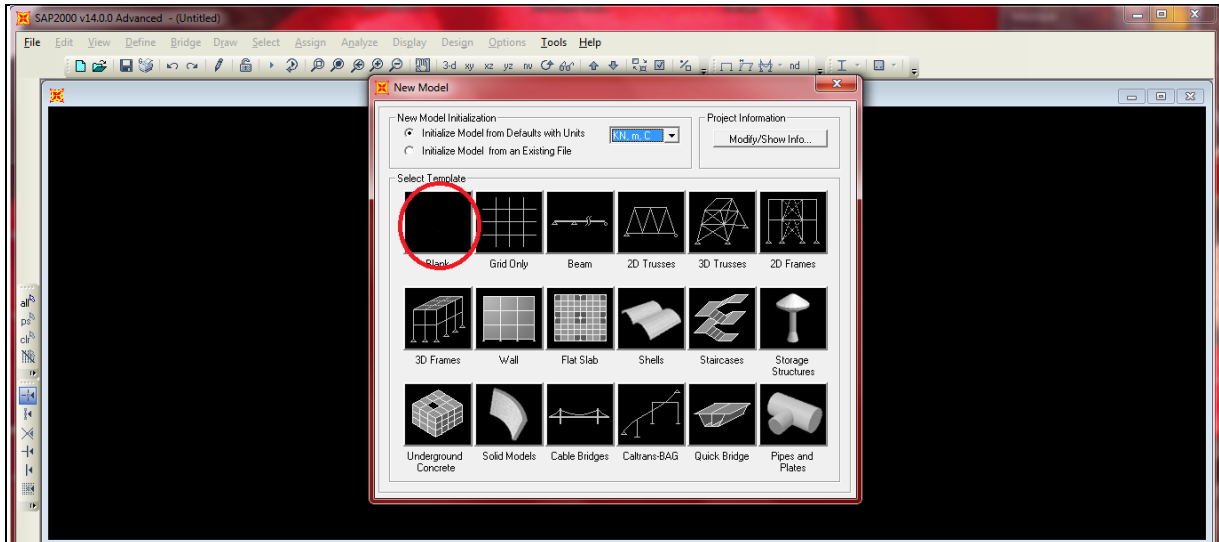 SAP2000 v14.0.0 Advanced - (Untitled)
File Edit View Define Bridge Draw Select Assign Analyze Display Design Options Tools Help
3-d xy xz yz nv
nd
New Model
New Model Initialization
Initialize Model from Defaults with Units
KN, m, C
Initialize Model from an Existing File
Project Information
Modify/Show Info...
Select Template
Blank
Grid Only
Beam
2D Trusses
3D Trusses
2D Frames
3D Frames
Wall
Flat Slab
Shells
Staircases
Storage
Structures
Underground
Concrete
Solid Models
Cable Bridges
Caltrans-BAG
Quick Bridge
Pipes and
Plates
all
ps
clr